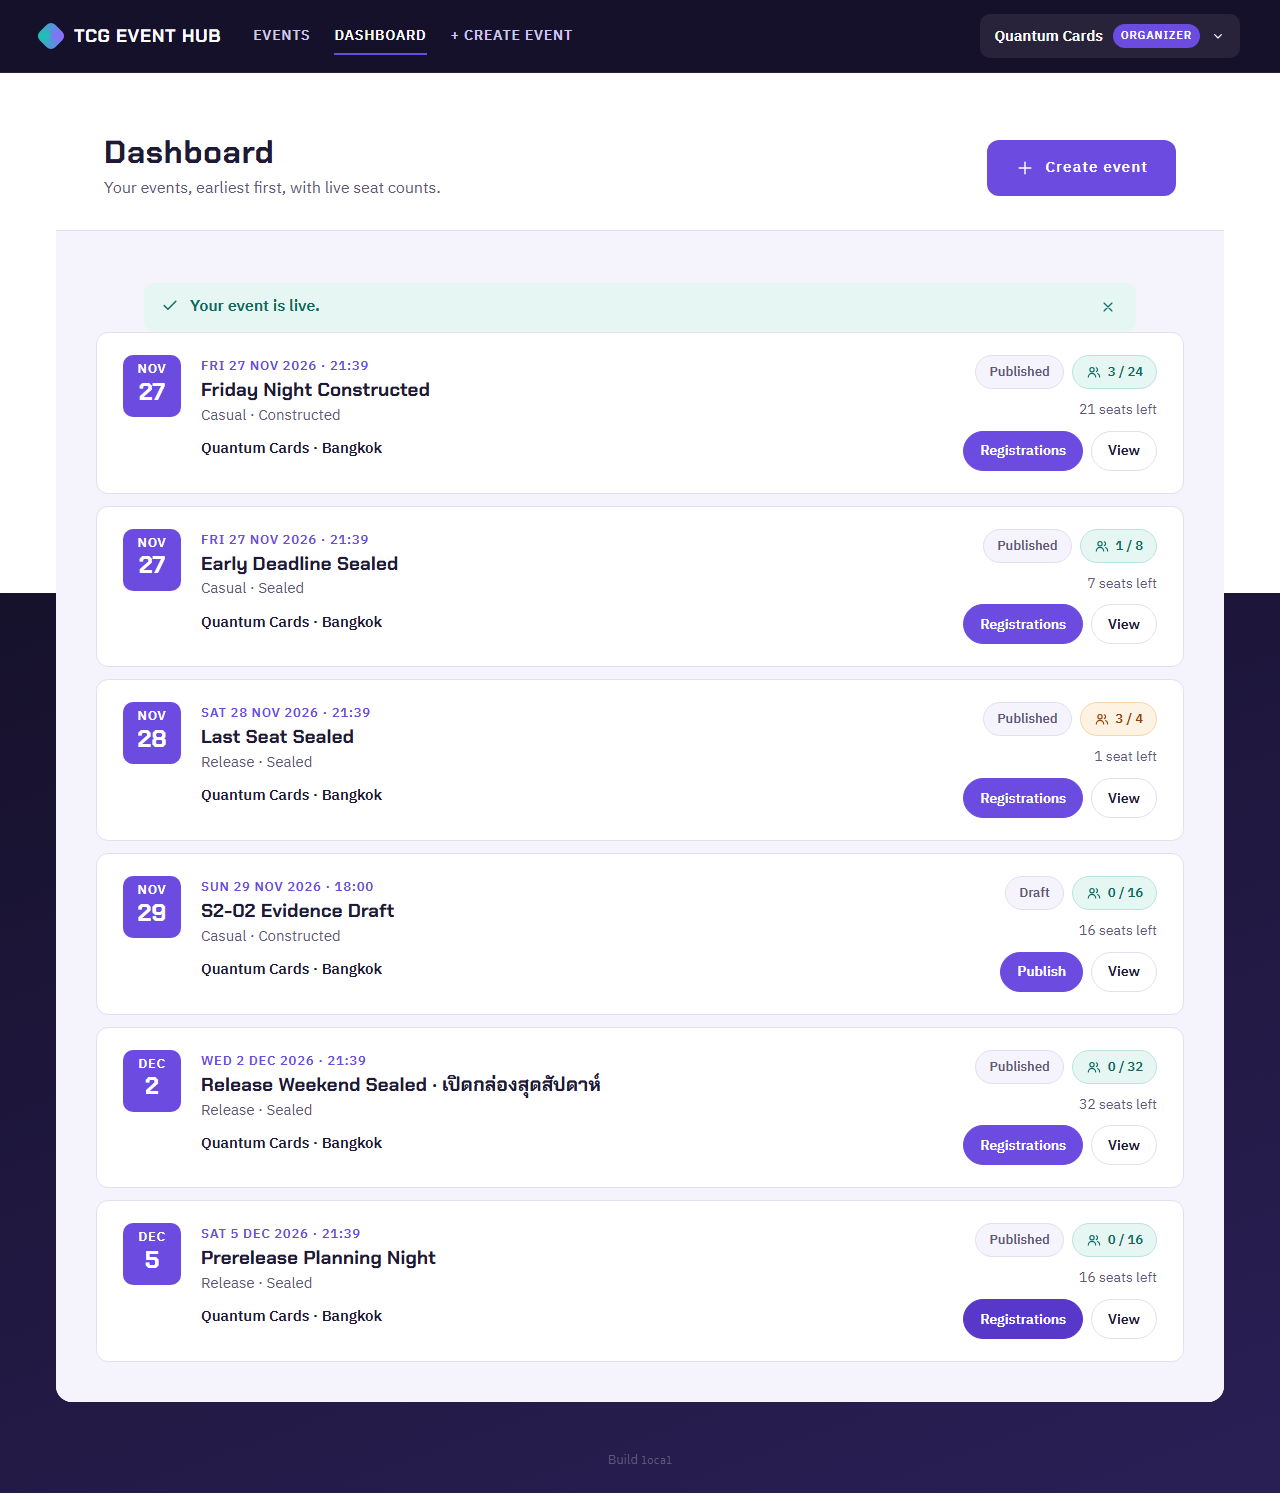 TCG EVENT HUB
EVENTS
DASHBOARD
+ CREATE EVENT
Quantum Cards
ORGANIZER
Dashboard
Your events, earliest first, with live seat counts.
Create event
Your event is live.
NOV
27
FRI 27 NOV 2026 · 21:39
Friday Night Constructed
Casual · Constructed
Quantum Cards · Bangkok
Published
3 / 24
21 seats left
Registrations
View
NOV
27
FRI 27 NOV 2026 · 21:39
Early Deadline Sealed
Casual · Sealed
Quantum Cards · Bangkok
Published
1 / 8
7 seats left
Registrations
View
NOV
28
SAT 28 NOV 2026 · 21:39
Last Seat Sealed
Release · Sealed
Quantum Cards · Bangkok
Published
3 / 4
1 seat left
Registrations
View
NOV
29
SUN 29 NOV 2026 · 18:00
S2-02 Evidence Draft
Casual · Constructed
Quantum Cards · Bangkok
Draft
0 / 16
16 seats left
Publish
View
DEC
2
WED 2 DEC 2026 · 21:39
Release Weekend Sealed · เปิดกล่องสุดสัปดาห์
Release · Sealed
Quantum Cards · Bangkok
Published
0 / 32
32 seats left
Registrations
View
DEC
5
SAT 5 DEC 2026 · 21:39
Prerelease Planning Night
Release · Sealed
Quantum Cards · Bangkok
Published
0 / 16
16 seats left
Registrations
View
Build local